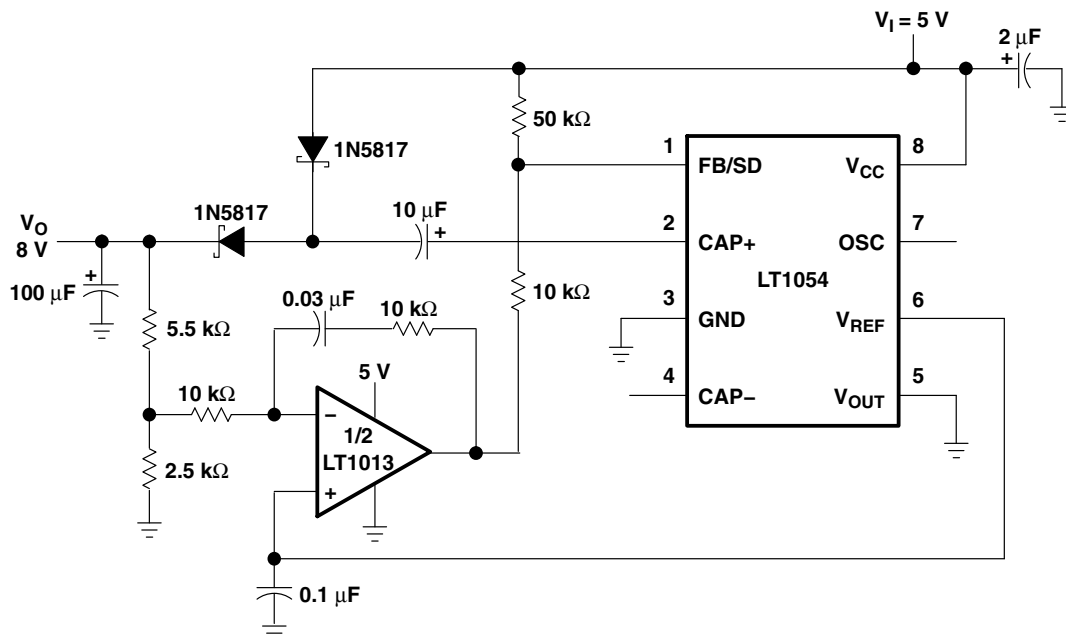 V_I = 5 V
2 μF
+
50 kΩ
1N5817
1
FB/SD
V_CC
8
1N5817
10 μF
+
V_O
8 V
2
CAP+
OSC
7
LT1054
100 μF
+
0.03 μF
10 kΩ
10 kΩ
3
GND
V_REF
6
5.5 kΩ
5 V
10 kΩ
4
CAP−
V_OUT
5
−
1/2
LT1013
+
2.5 kΩ
0.1 μF